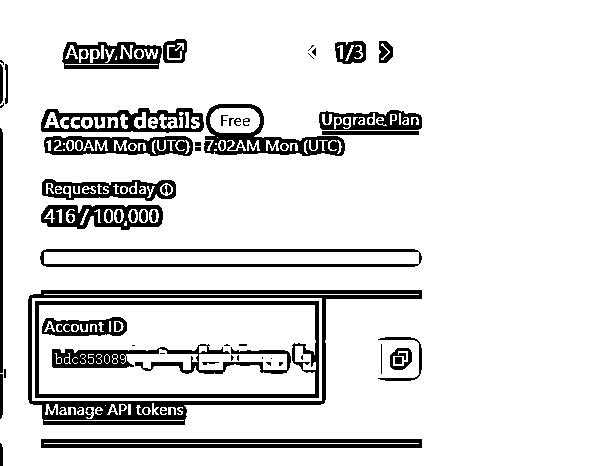 Apply Now
1/3
Account details Free Upgrade Plan
12:00AM Mon (UTC) - 7:02AM Mon (UTC)
Requests today
416 / 100,000
Account ID
bdc353089
Manage API tokens